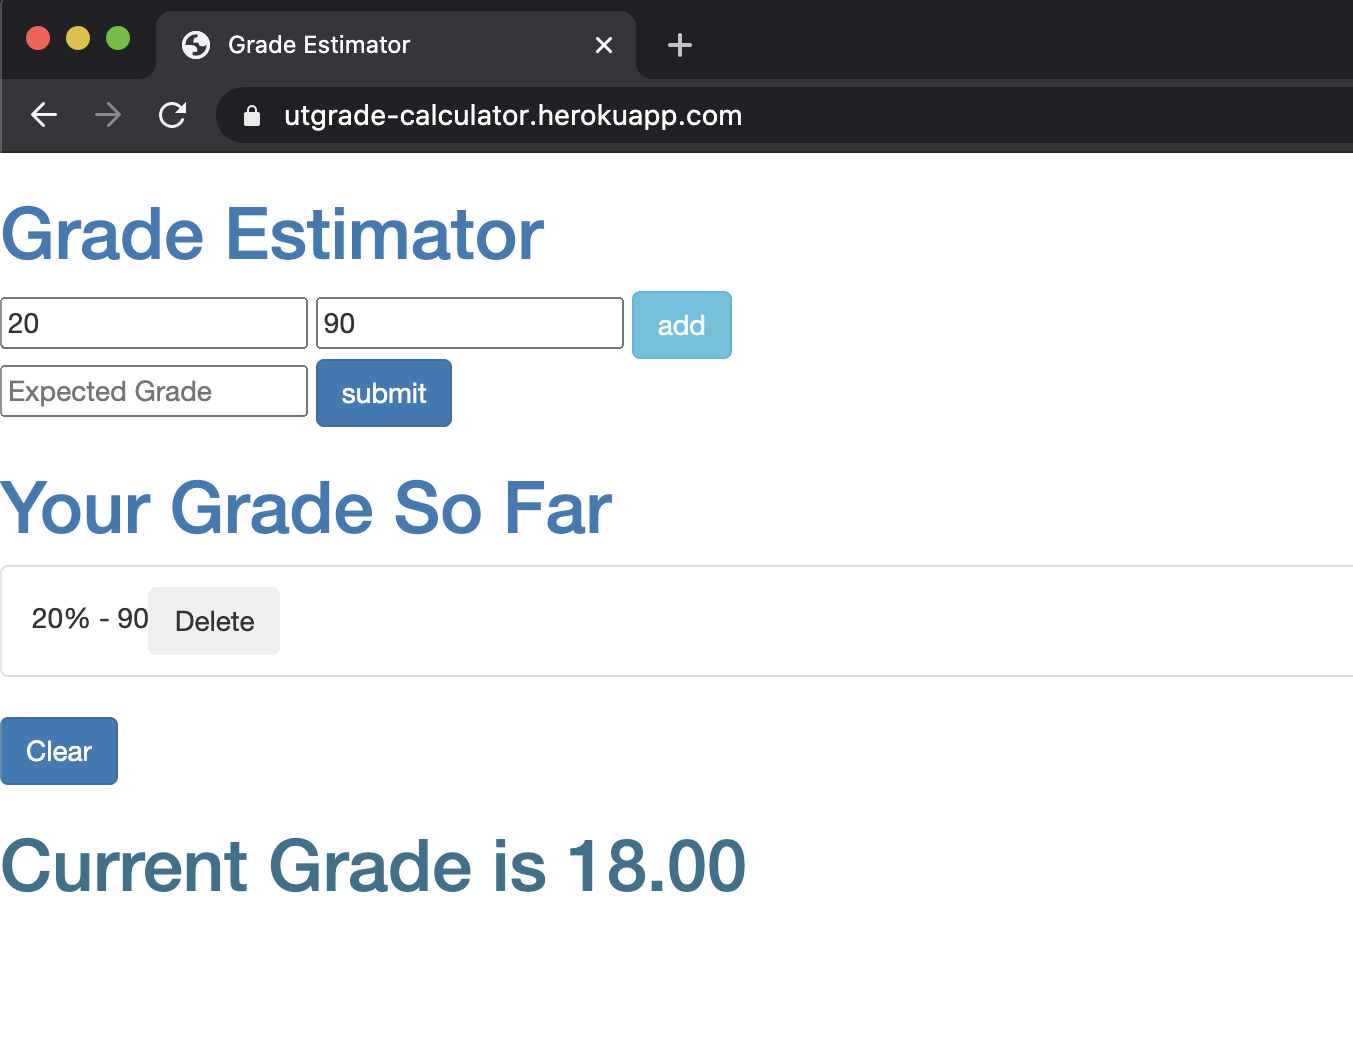 Grade Estimator
utgrade-calculator.herokuapp.com
Grade Estimator
20 90 add
Expected Grade submit
Your Grade So Far
20% - 90 Delete
Clear
Current Grade is 18.00